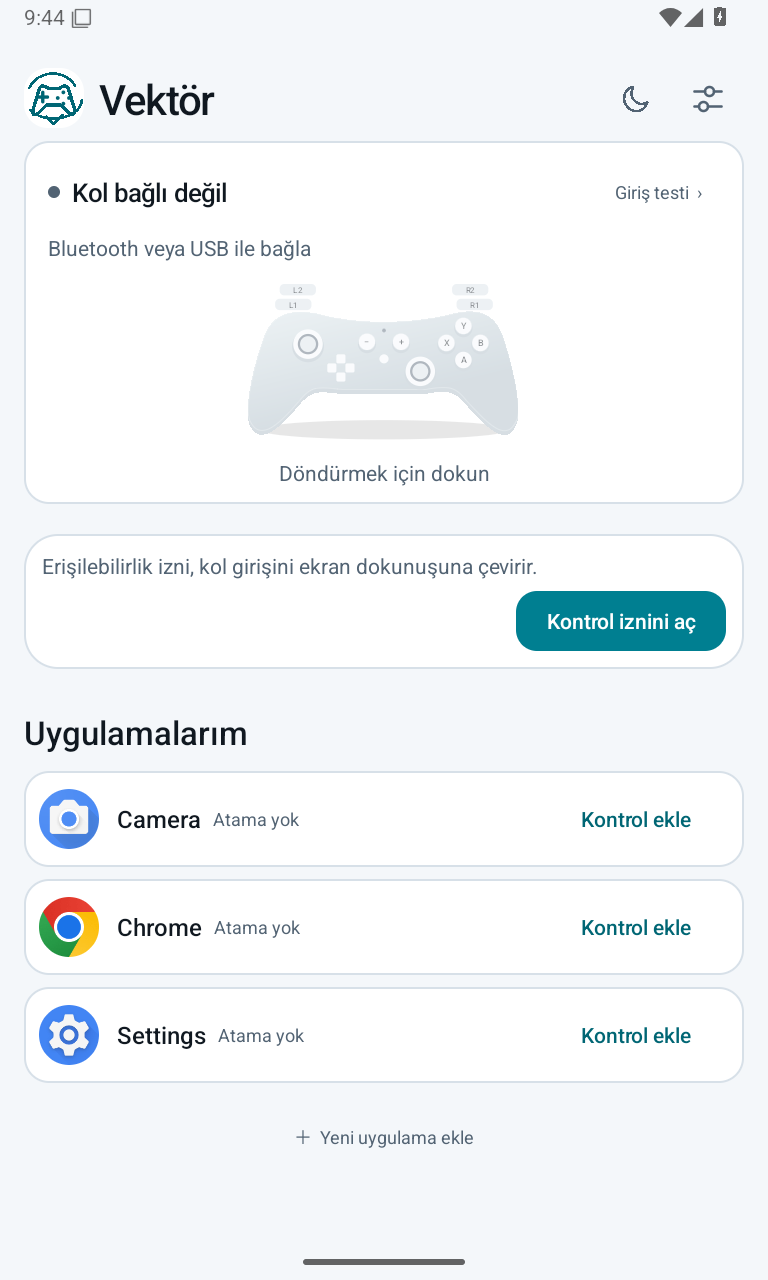 9:44
Vektör
Kol bağlı değil
Giriş testi ›
Bluetooth veya USB ile bağla
L2
R2
L1
R1
Y
X
B
A
− +
Döndürmek için dokun
Erişilebilirlik izni, kol girişini ekran dokunuşuna çevirir.
Kontrol iznini aç
Uygulamalarım
Camera Atama yok Kontrol ekle
Chrome Atama yok Kontrol ekle
Settings Atama yok Kontrol ekle
+ Yeni uygulama ekle